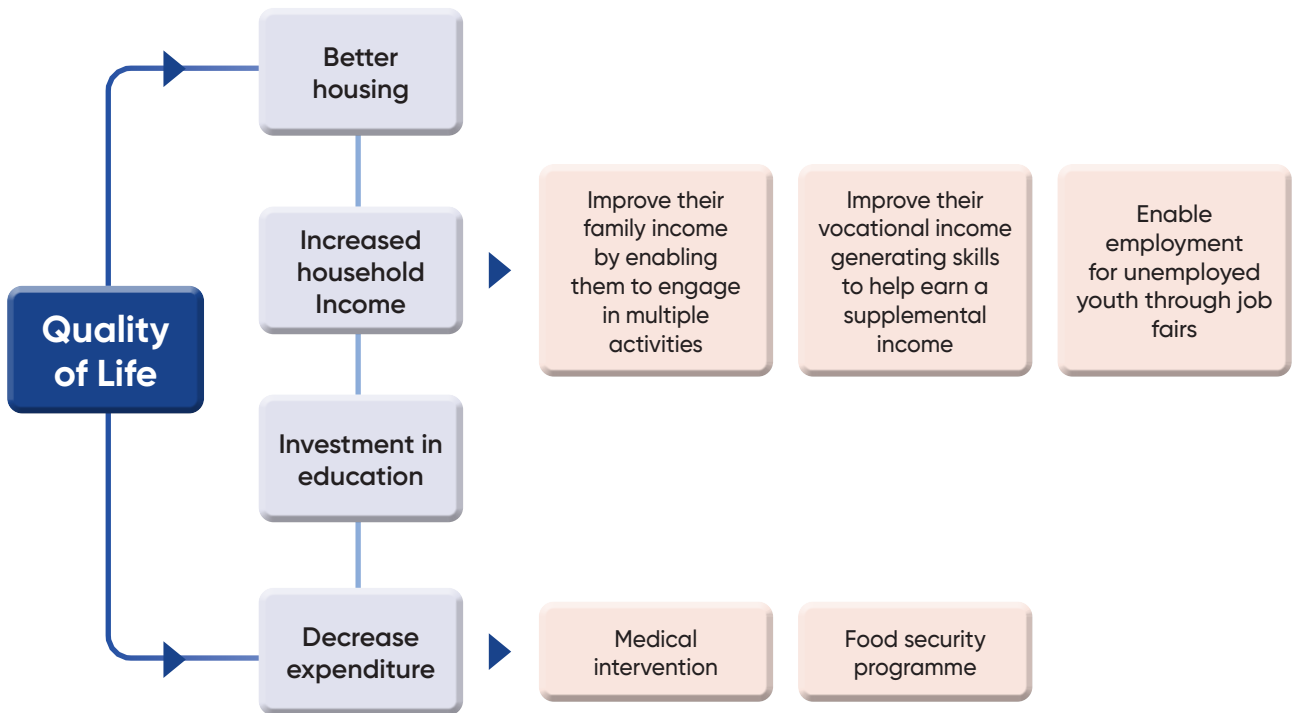 Quality
of Life
Better
housing
Increased
household
Income
Improve their
family income
by enabling
them to engage
in multiple
activities
Improve their
vocational income
generating skills
to help earn a
supplemental
income
Enable
employment
for unemployed
youth through job
fairs
Investment in
education
Decrease
expenditure
Medical
intervention
Food security
programme